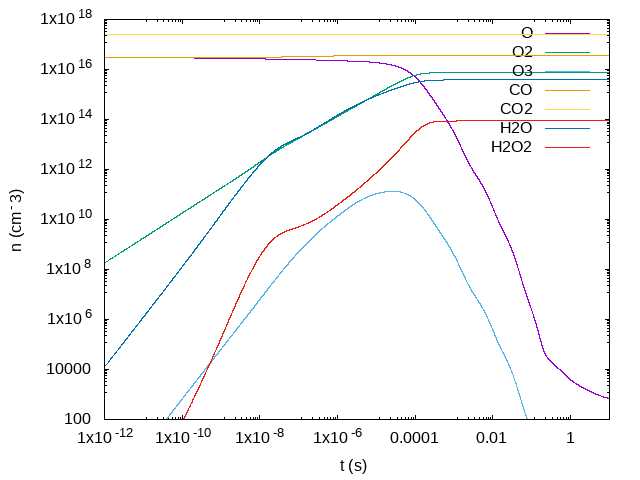 1x10^18
1x10^16
1x10^14
1x10^12
1x10^10
1x10^8
1x10^6
10000
100
n (cm^-3)
O
O2
O3
CO
CO2
H2O
H2O2
1x10^-12 1x10^-10 1x10^-8 1x10^-6 0.0001 0.01 1
t (s)